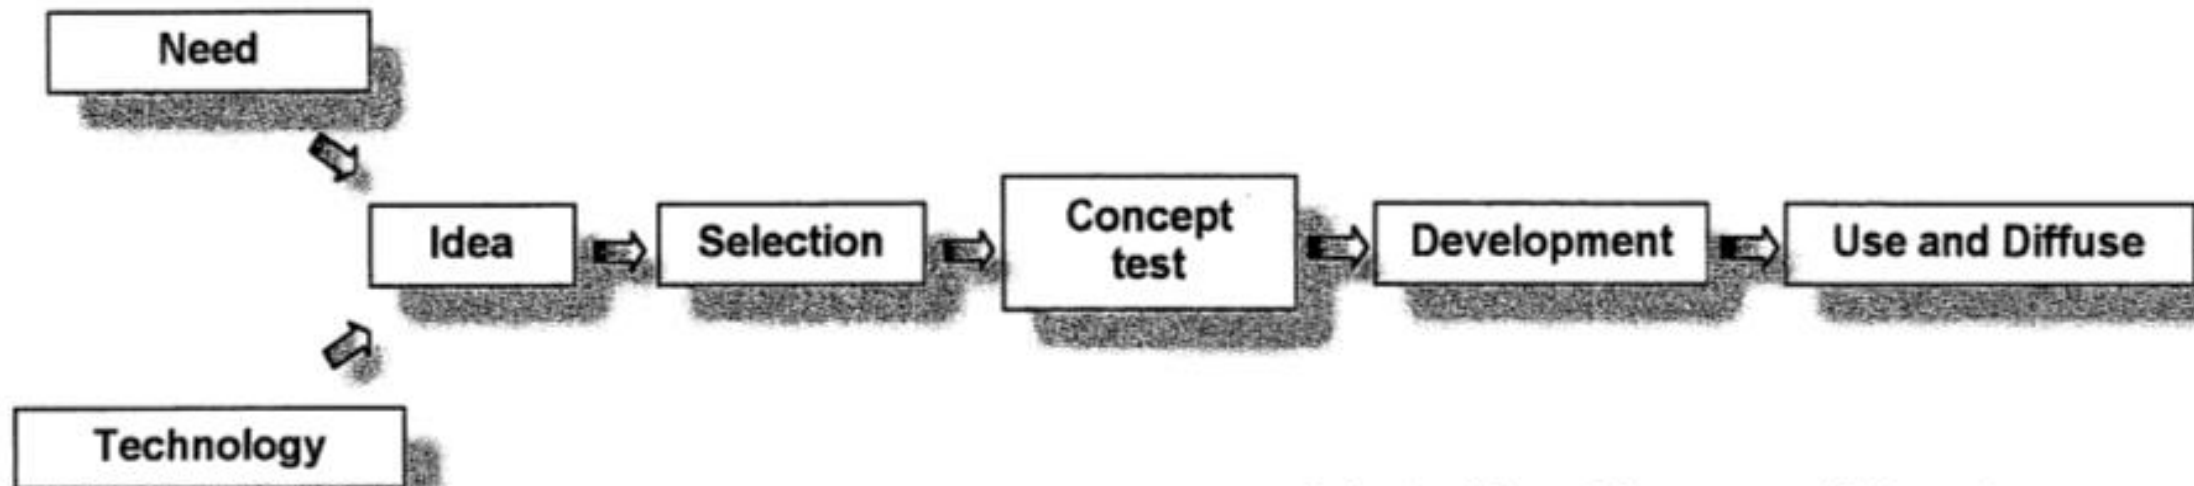 Need
Idea
Selection
Concept
test
Development
Use and Diffuse
Technology